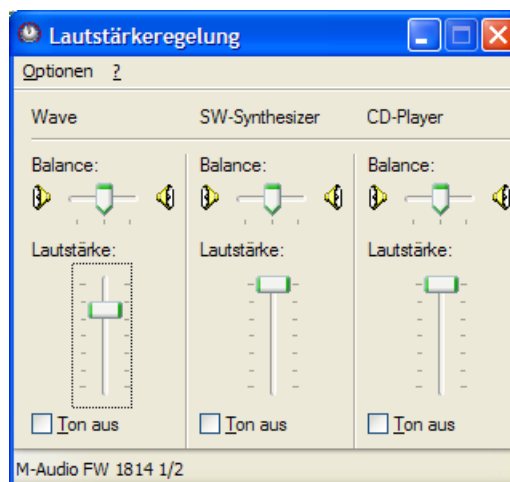 Lautstärkeregelung
Optionen ?
Wave SW-Synthesizer CD-Player
Balance: Balance: Balance:
Lautstärke: Lautstärke: Lautstärke:
Ton aus Ton aus Ton aus
M-Audio FW 1814 1/2